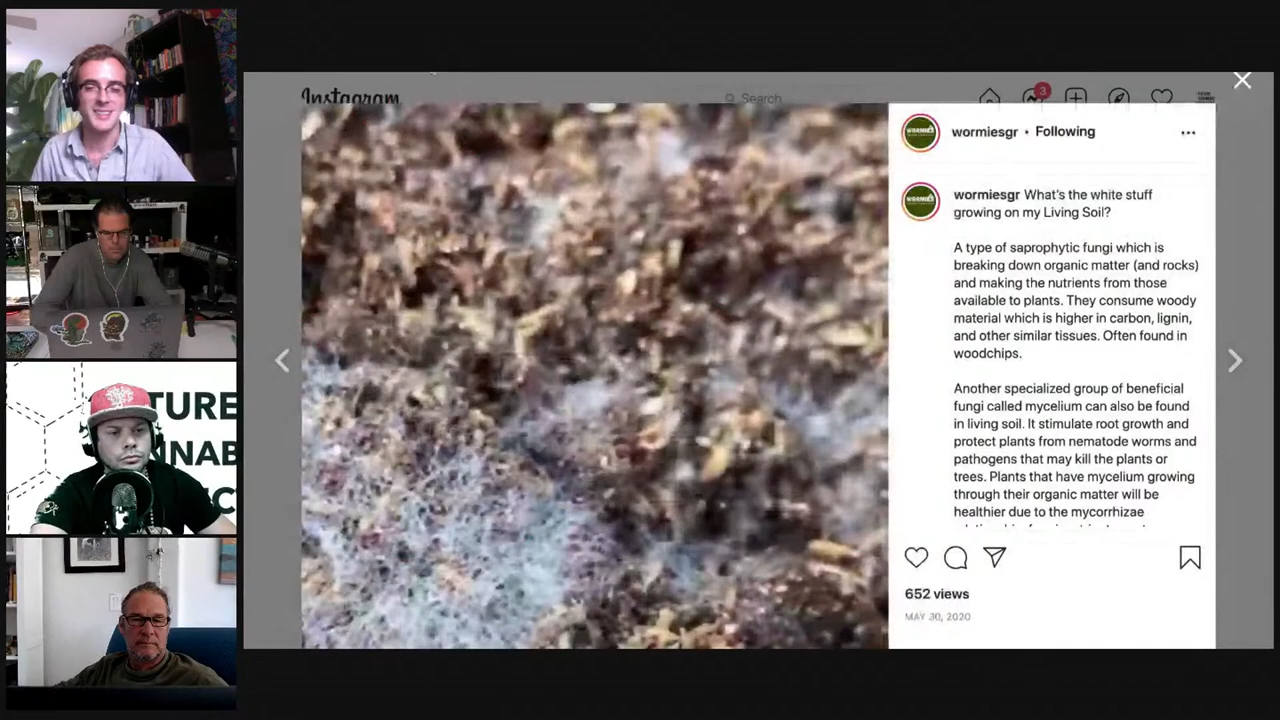 Instagram
Search
3
wormiesgr • Following
wormiesgr What's the white stuff
growing on my Living Soil?
A type of saprophytic fungi which is
breaking down organic matter (and rocks)
and making the nutrients from those
available to plants. They consume woody
material which is higher in carbon, lignin,
and other similar tissues. Often found in
woodchips.
Another specialized group of beneficial
fungi called mycelium can also be found
in living soil. It stimulate root growth and
protect plants from nematode worms and
pathogens that may kill the plants or
trees. Plants that have mycelium growing
through their organic matter will be
healthier due to the mycorrhizae
652 views
MAY 30, 2020
TURE
NNAB